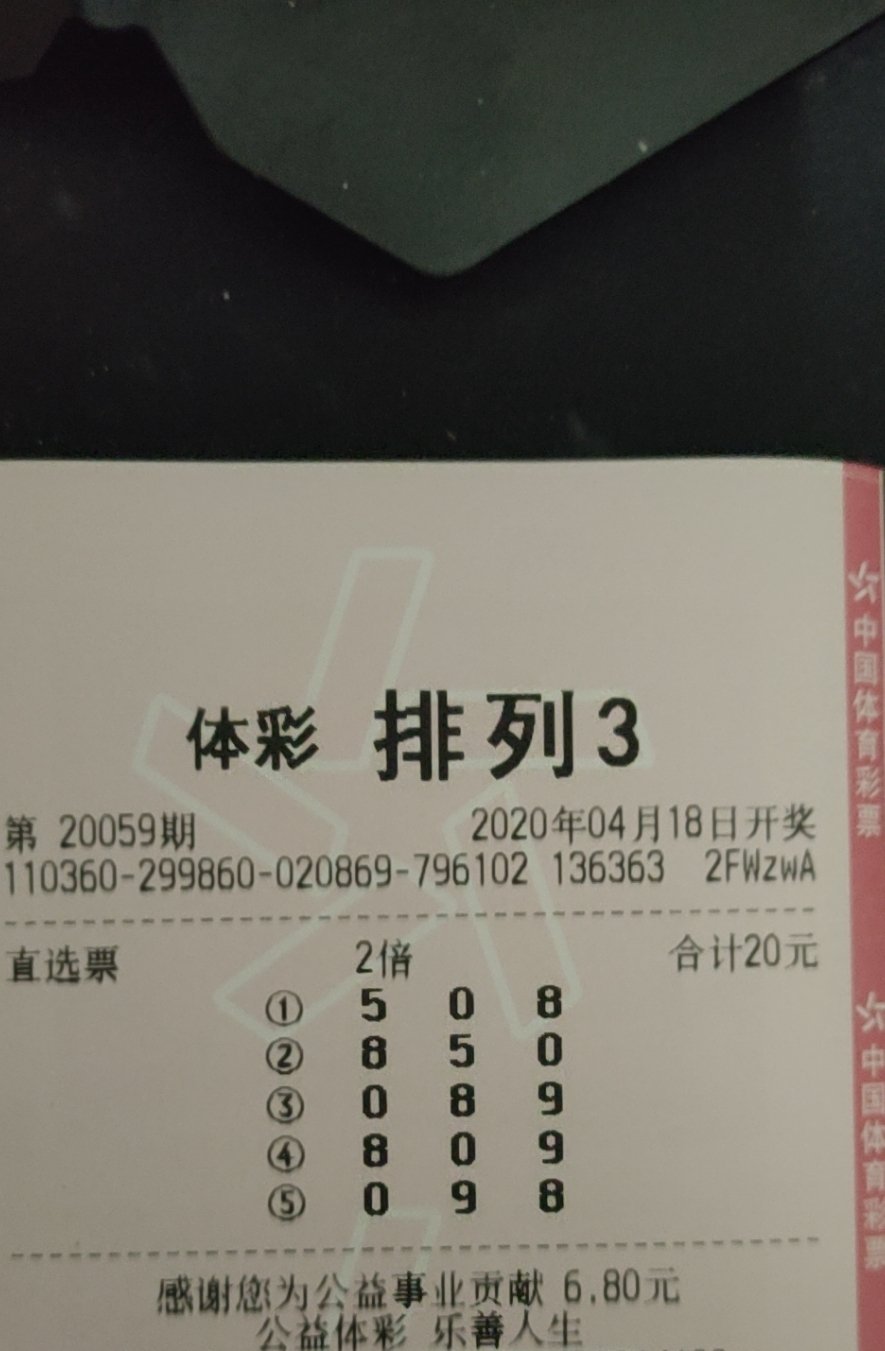 体彩 排列3
第 20059期 2020年04月18日开奖
110360-299860-020869-796102 136363 2FWzwA
直选票 2倍 合计20元
① 5 0 8
② 8 5 0
③ 0 8 9
④ 8 0 9
⑤ 0 9 8
感谢您为公益事业贡献 6.80元
公益体彩 乐善人生
中国体育彩票
中国体育彩票